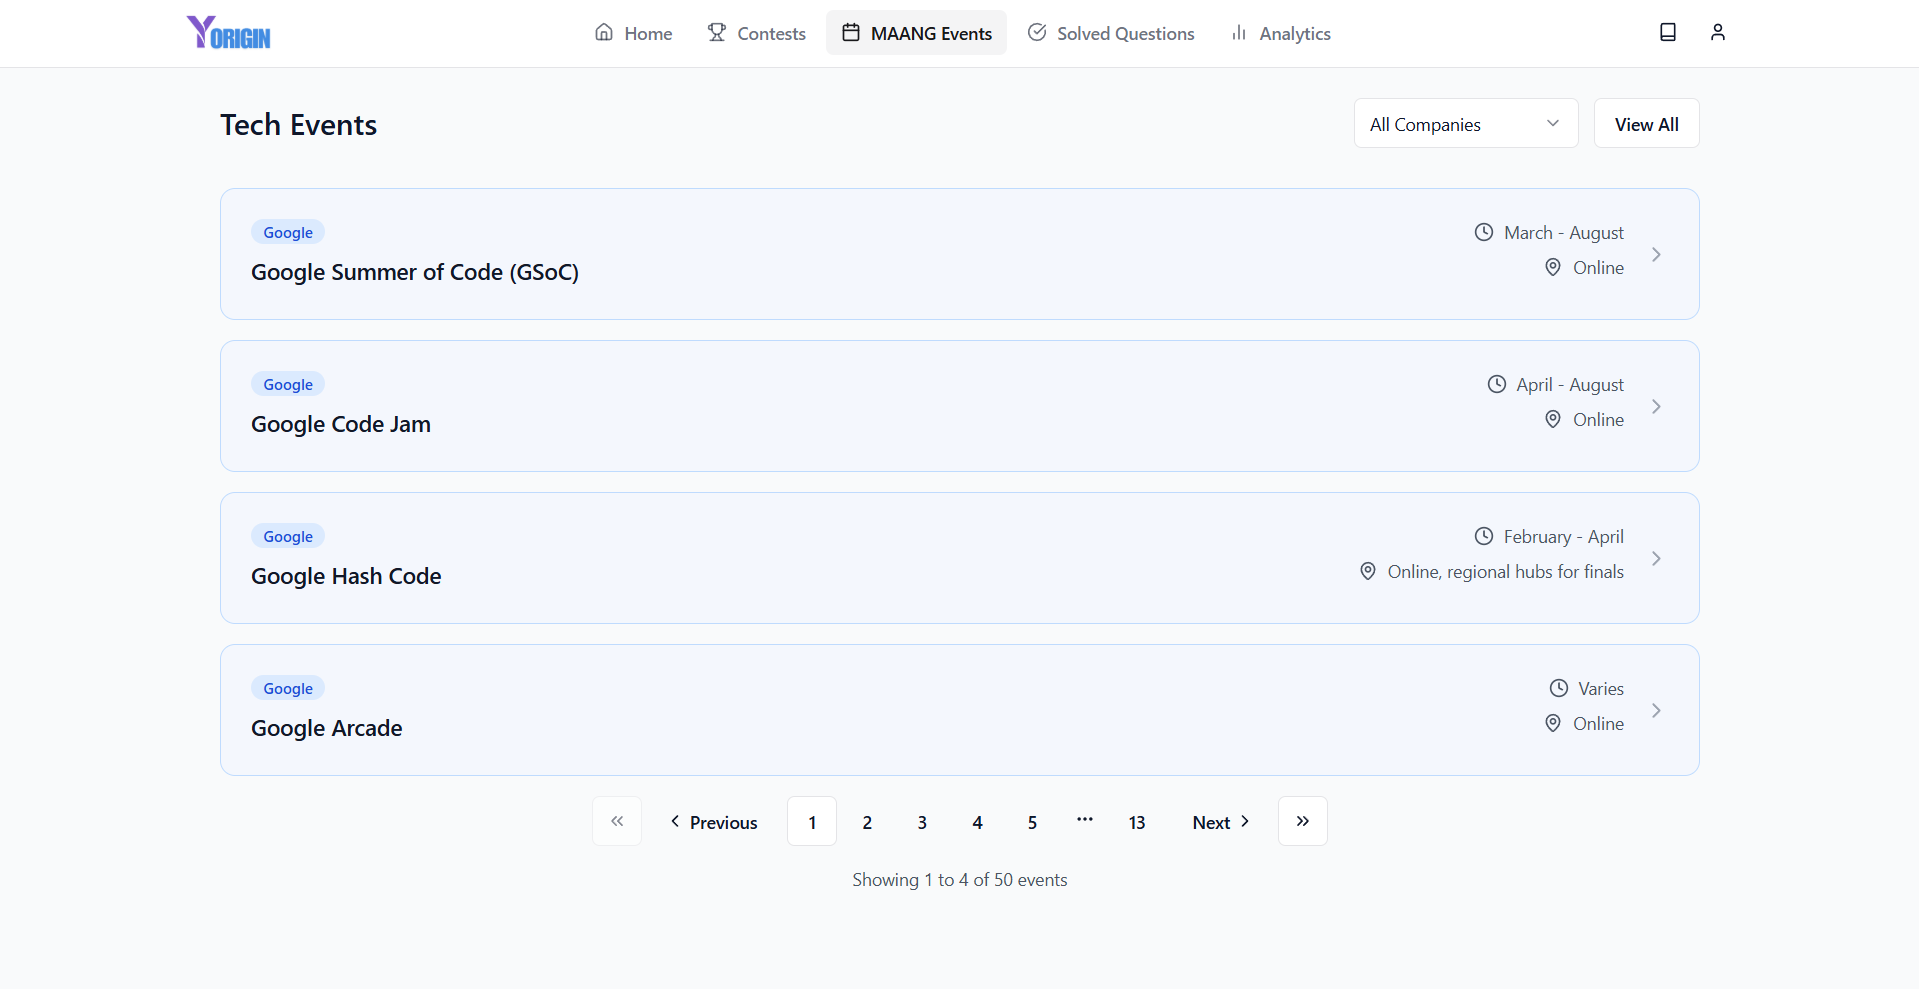 YORIGIN
Home
Contests
MAANG Events
Solved Questions
Analytics
Tech Events
All Companies
View All
Google
Google Summer of Code (GSoC)
March - August
Online
Google
Google Code Jam
April - August
Online
Google
Google Hash Code
February - April
Online, regional hubs for finals
Google
Google Arcade
Varies
Online
« < Previous 1 2 3 4 5 ... 13 Next > »
Showing 1 to 4 of 50 events